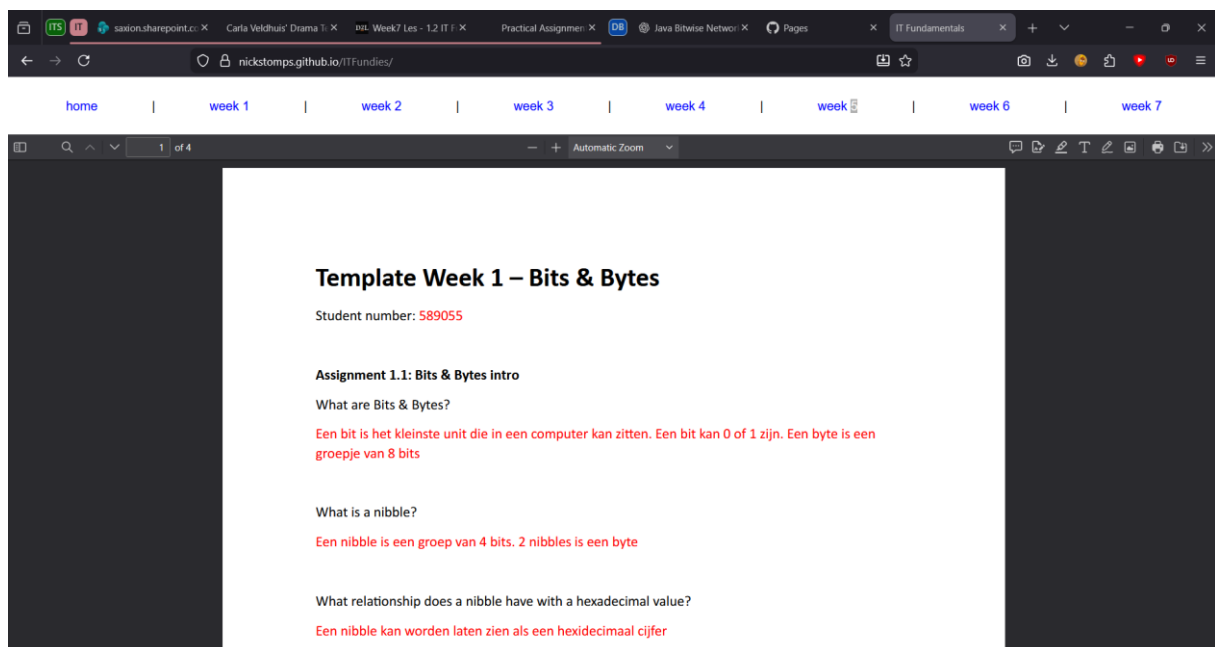 ITS
IT
saxion.sharepoint.co
Carla Veldhuis' Drama T
D2L Week7 Les - 1.2 IT F
Practical Assignmen
DB
Java Bitwise Networ
Pages
IT Fundamentals
nickstomps.github.io/ITFundies/
home | week 1 | week 2 | week 3 | week 4 | week 5 | week 6 | week 7
1 of 4
Automatic Zoom
Template Week 1 – Bits & Bytes
Student number: 589055
Assignment 1.1: Bits & Bytes intro
What are Bits & Bytes?
Een bit is het kleinste unit die in een computer kan zitten. Een bit kan 0 of 1 zijn. Een byte is een
groepje van 8 bits
What is a nibble?
Een nibble is een groep van 4 bits. 2 nibbles is een byte
What relationship does a nibble have with a hexadecimal value?
Een nibble kan worden laten zien als een hexidecimaal cijfer